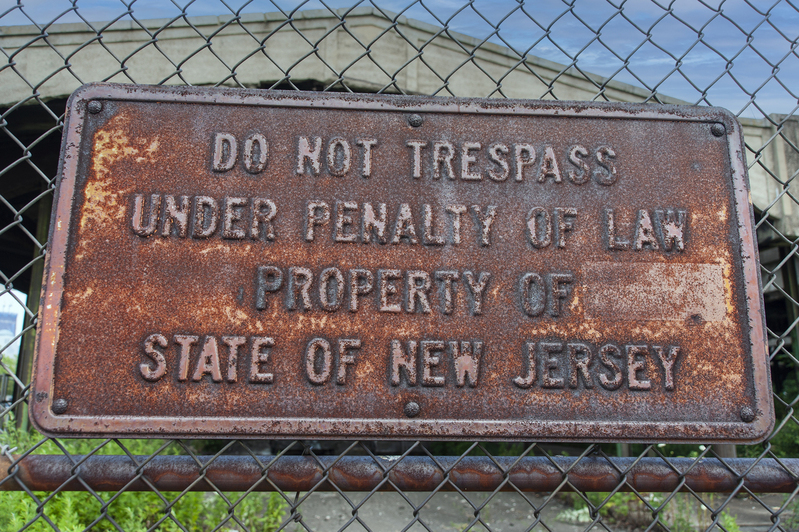 DO NOT TRESPASS
UNDER PENALTY OF LAW
PROPERTY OF
STATE OF NEW JERSEY